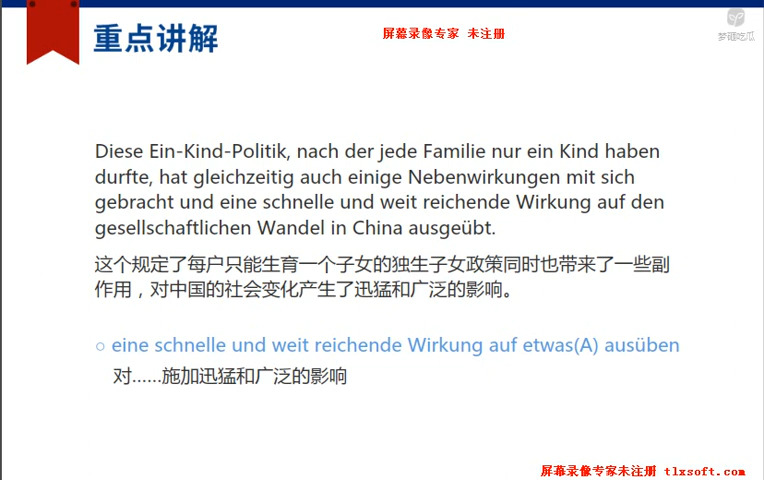 重点讲解
屏幕录像专家 未注册
梦砸吃瓜
Diese Ein-Kind-Politik, nach der jede Familie nur ein Kind haben
durfte, hat gleichzeitig auch einige Nebenwirkungen mit sich
gebracht und eine schnelle und weit reichende Wirkung auf den
gesellschaftlichen Wandel in China ausgeübt.
这个规定了每户只能生育一个子女的独生子女政策同时也带来了一些副
作用，对中国的社会变化产生了迅猛和广泛的影响。
○ eine schnelle und weit reichende Wirkung auf etwas(A) ausüben
对……施加迅猛和广泛的影响
屏幕录像专家未注册 tlxsoft.com